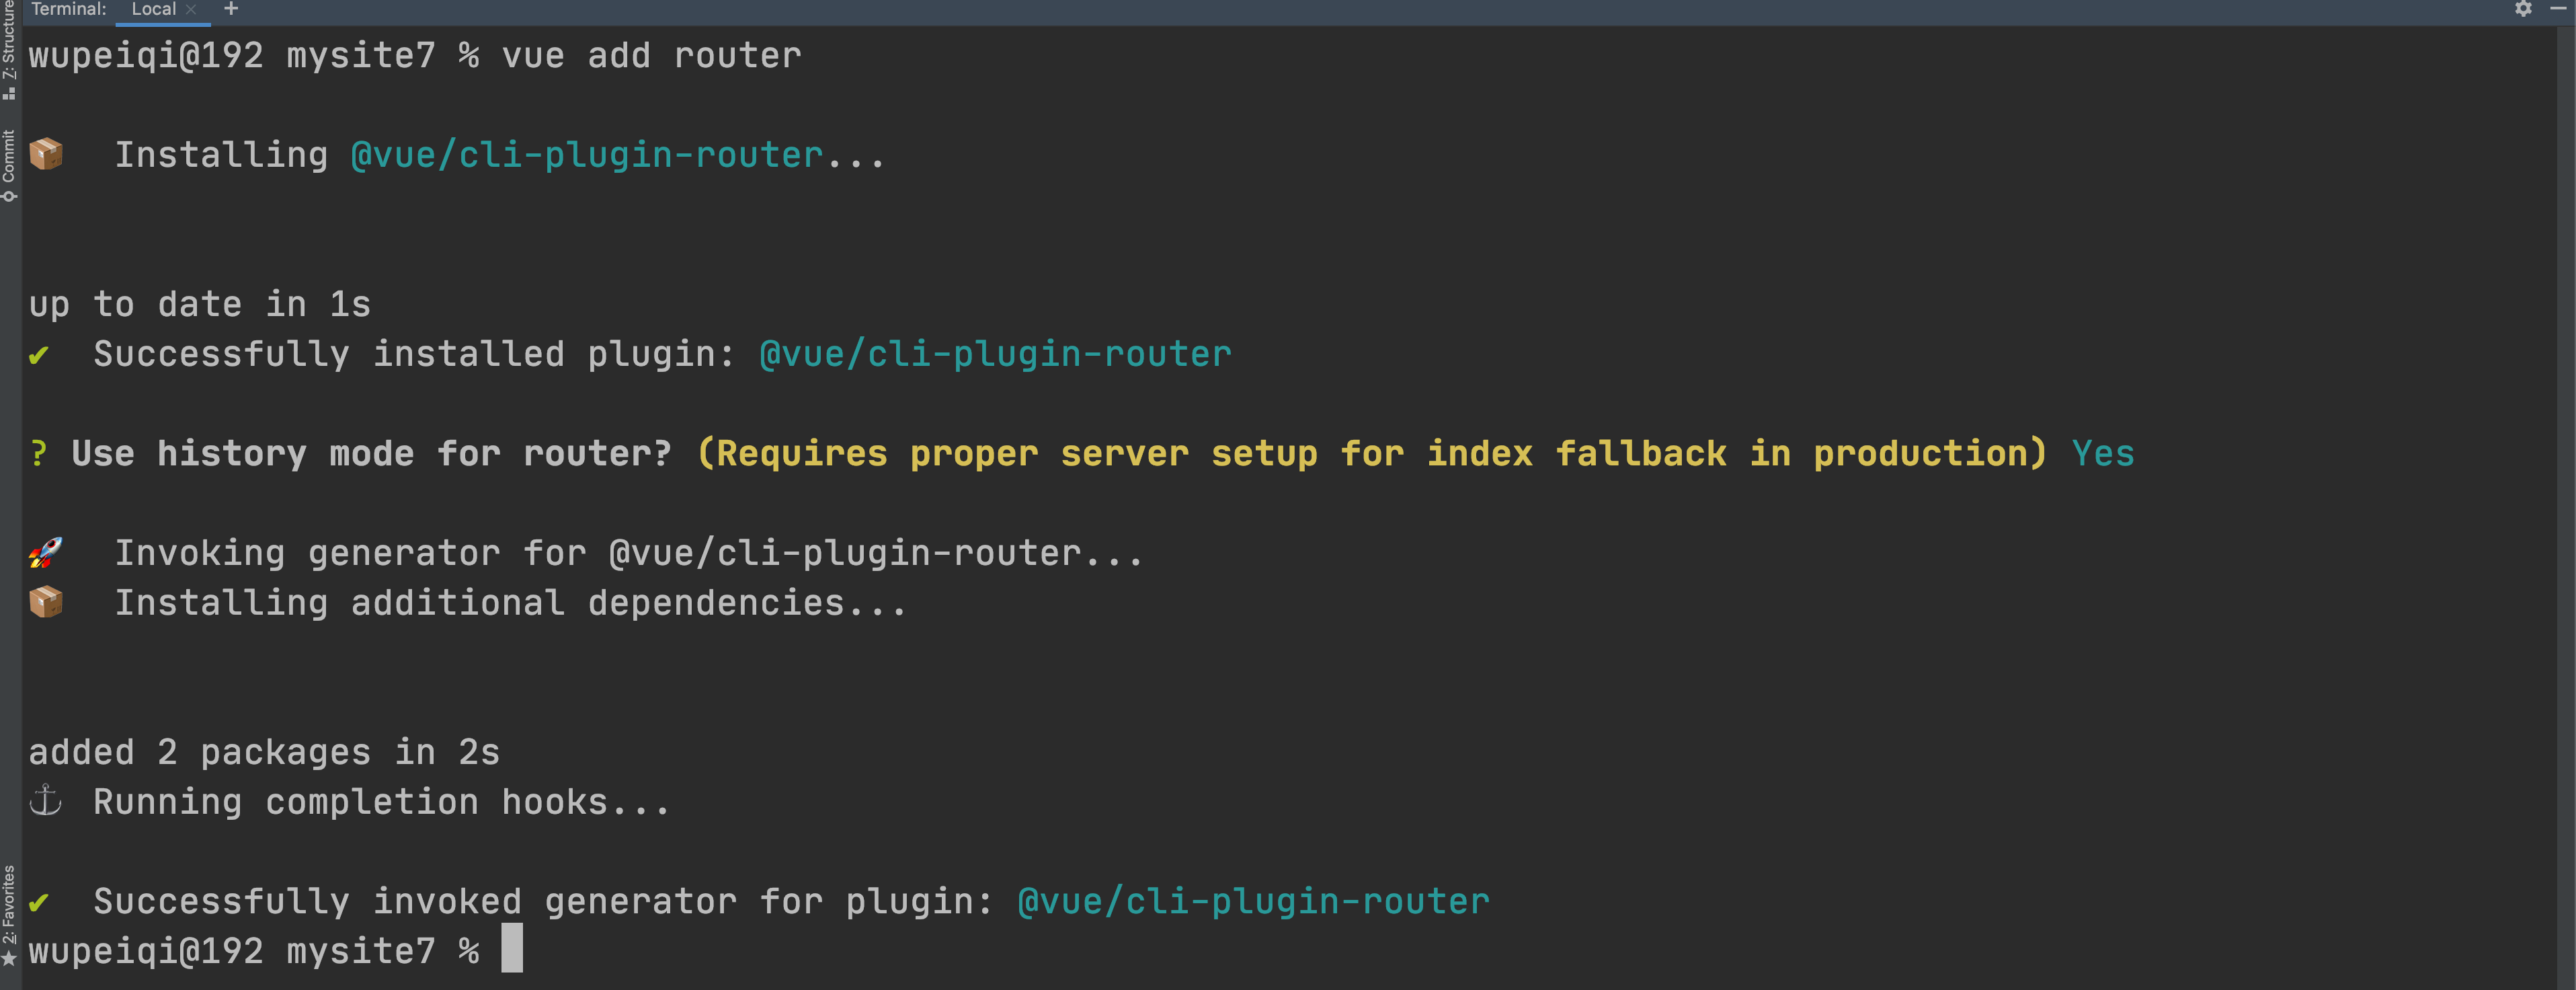 Terminal: Local × +
Z: Structure
Commit
2: Favorites
wupeiqi@192 mysite7 % vue add router
📦 Installing @vue/cli-plugin-router...
up to date in 1s
✔ Successfully installed plugin: @vue/cli-plugin-router
? Use history mode for router? (Requires proper server setup for index fallback in production) Yes
🚀 Invoking generator for @vue/cli-plugin-router...
📦 Installing additional dependencies...
added 2 packages in 2s
⚓ Running completion hooks...
✔ Successfully invoked generator for plugin: @vue/cli-plugin-router
wupeiqi@192 mysite7 %